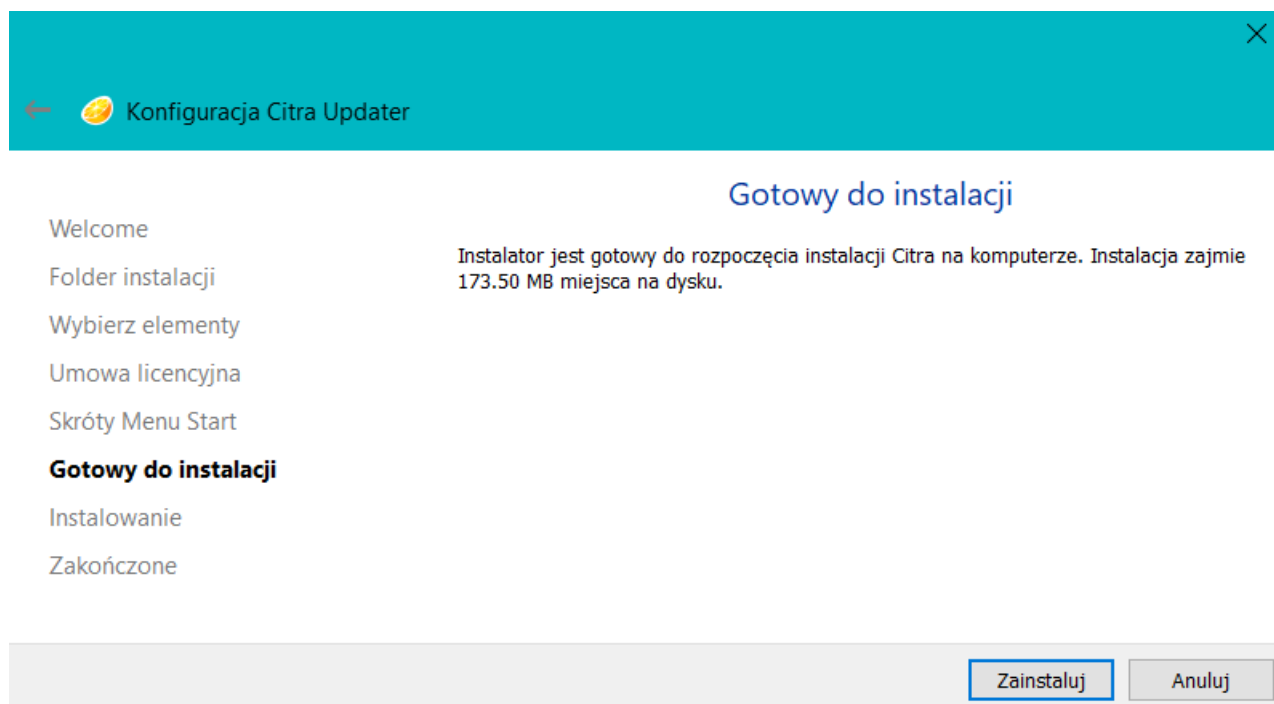 Konfiguracja Citra Updater
Welcome
Folder instalacji
Wybierz elementy
Umowa licencyjna
Skróty Menu Start
Gotowy do instalacji
Instalowanie
Zakończone
Gotowy do instalacji
Instalator jest gotowy do rozpoczęcia instalacji Citra na komputerze. Instalacja zajmie
173.50 MB miejsca na dysku.
Zainstaluj
Anuluj